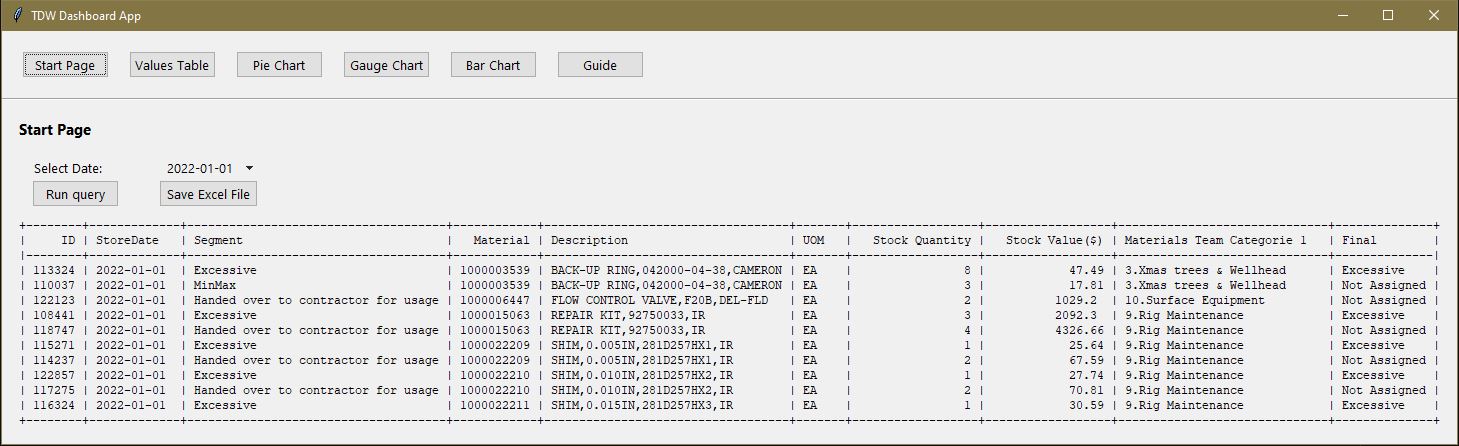 TDW Dashboard App
Start Page Values Table Pie Chart Gauge Chart Bar Chart Guide
Start Page
Select Date: 2022-01-01
Run query Save Excel File
+--------+-------------+------------------------------------+------------+----------------------------------+-------+------------------+-----------------+------------------------------+--------------+
|     ID | StoreDate   | Segment                            |   Material | Description                      | UOM   |   Stock Quantity |   Stock Value($) | Materials Team Categorie 1   | Final        |
|--------+-------------+------------------------------------+------------+----------------------------------+-------+------------------+-----------------+------------------------------+--------------|
| 113324 | 2022-01-01  | Excessive                          | 1000003539 | BACK-UP RING,042000-04-38,CAMERON | EA    |                8 |            47.49 | 3.Xmas trees & Wellhead      | Excessive    |
| 110037 | 2022-01-01  | MinMax                             | 1000003539 | BACK-UP RING,042000-04-38,CAMERON | EA    |                3 |            17.81 | 3.Xmas trees & Wellhead      | Not Assigned |
| 122123 | 2022-01-01  | Handed over to contractor for usage | 1000006447 | FLOW CONTROL VALVE,F20B,DEL-FLD   | EA    |                2 |          1029.2  | 10.Surface Equipment         | Not Assigned |
| 108441 | 2022-01-01  | Excessive                          | 1000015063 | REPAIR KIT,92750033,IR            | EA    |                3 |          2092.3  | 9.Rig Maintenance            | Excessive    |
| 118747 | 2022-01-01  | Handed over to contractor for usage | 1000015063 | REPAIR KIT,92750033,IR            | EA    |                4 |          4326.66 | 9.Rig Maintenance            | Not Assigned |
| 115271 | 2022-01-01  | Excessive                          | 1000022209 | SHIM,0.005IN,281D257HX1,IR        | EA    |                1 |            25.64 | 9.Rig Maintenance            | Excessive    |
| 114237 | 2022-01-01  | Handed over to contractor for usage | 1000022209 | SHIM,0.005IN,281D257HX1,IR        | EA    |                2 |            67.59 | 9.Rig Maintenance            | Not Assigned |
| 122857 | 2022-01-01  | Excessive                          | 1000022210 | SHIM,0.010IN,281D257HX2,IR        | EA    |                1 |            27.74 | 9.Rig Maintenance            | Excessive    |
| 117275 | 2022-01-01  | Handed over to contractor for usage | 1000022210 | SHIM,0.010IN,281D257HX2,IR        | EA    |                2 |            70.81 | 9.Rig Maintenance            | Not Assigned |
| 116324 | 2022-01-01  | Excessive                          | 1000022211 | SHIM,0.015IN,281D257HX3,IR        | EA    |                1 |            30.59 | 9.Rig Maintenance            | Excessive    |
+--------+-------------+------------------------------------+------------+----------------------------------+-------+------------------+-----------------+------------------------------+--------------+